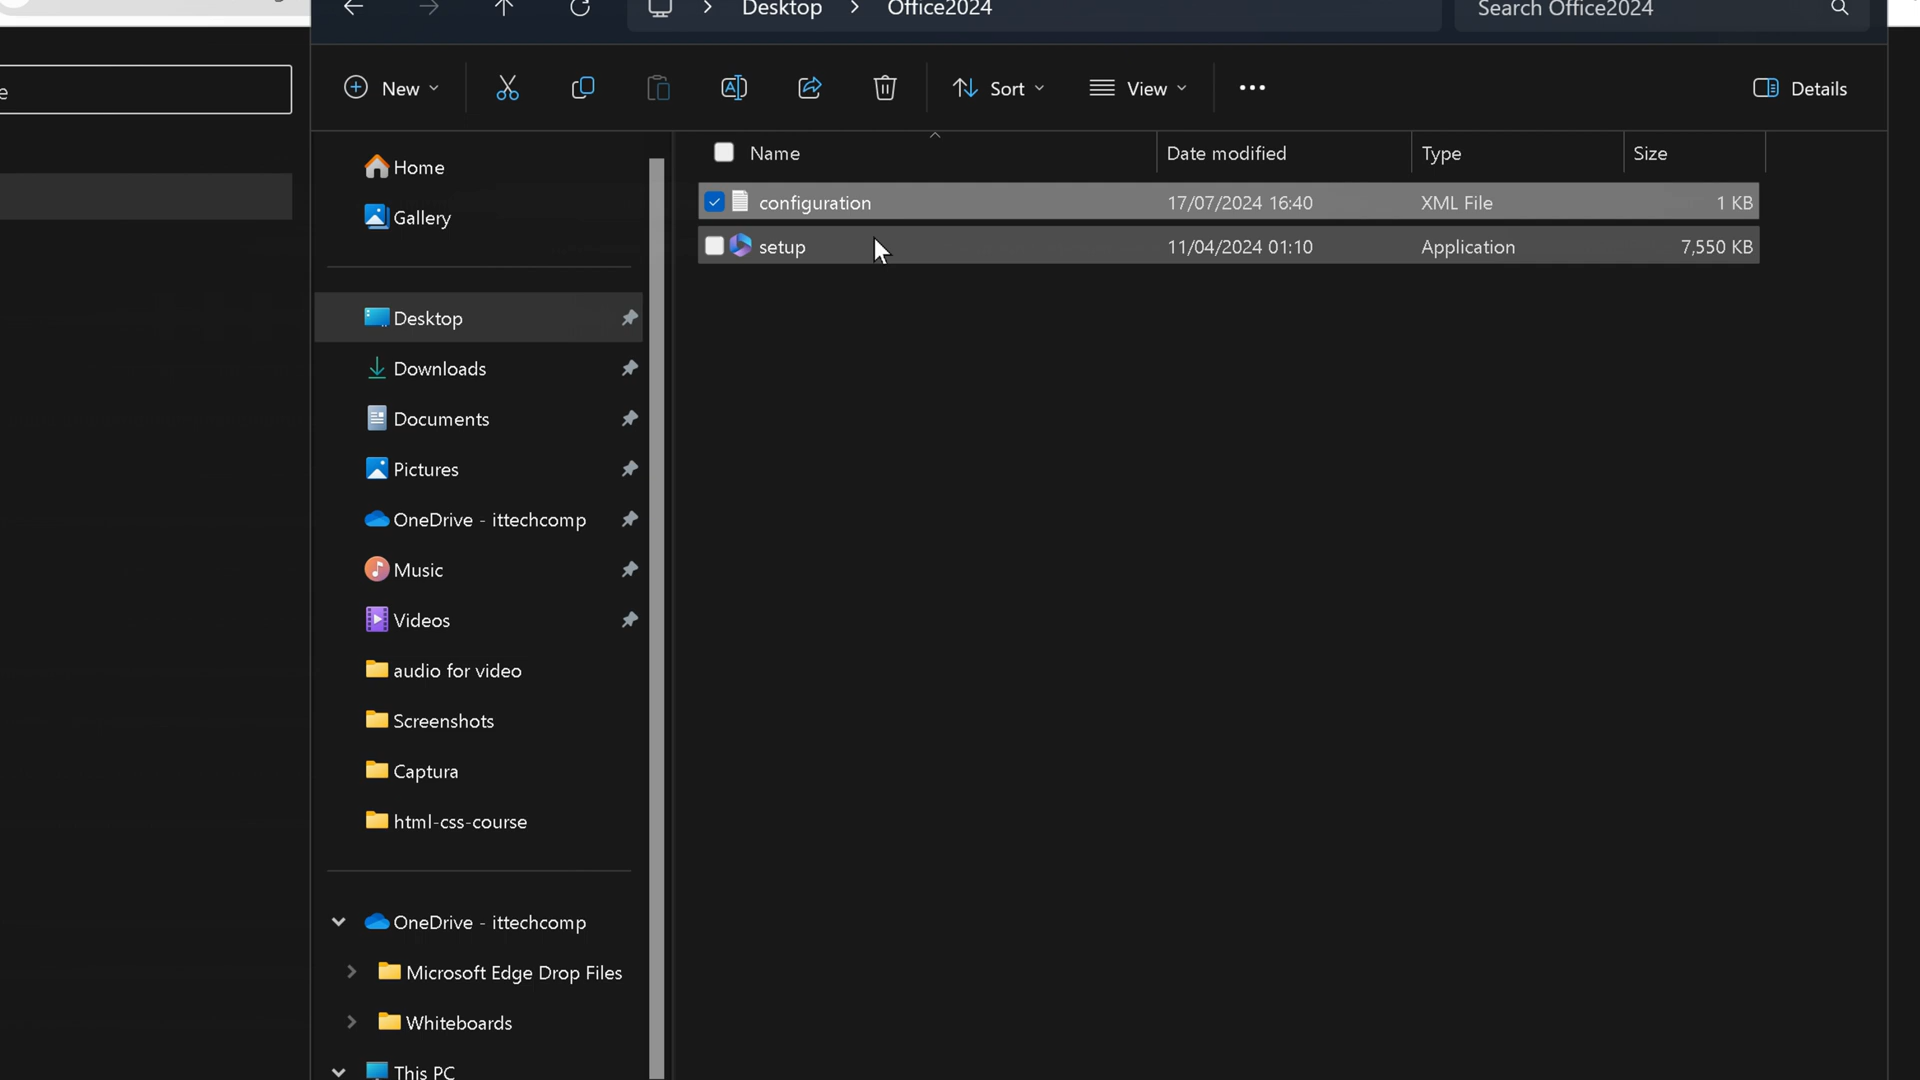 Desktop > Office2024 Search Office2024
e
New Sort View ... Details
Home
Gallery
Desktop
Downloads
Documents
Pictures
OneDrive - ittechcomp
Music
Videos
audio for video
Screenshots
Captura
html-css-course
OneDrive - ittechcomp
Microsoft Edge Drop Files
Whiteboards
This PC
Name Date modified Type Size
configuration 17/07/2024 16:40 XML File 1 KB
setup 11/04/2024 01:10 Application 7,550 KB